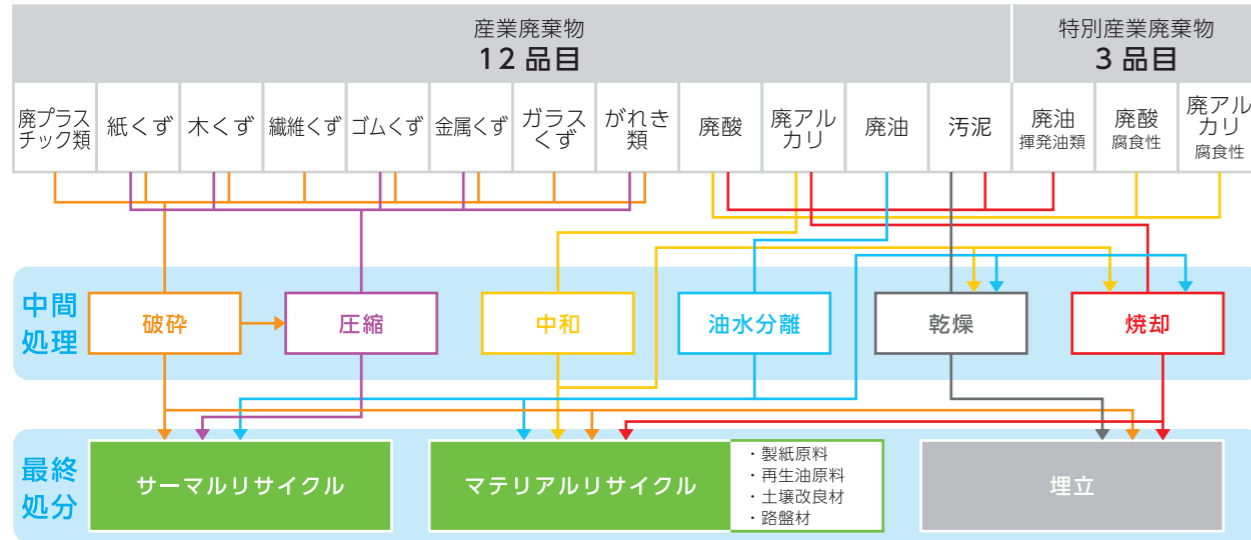 産業廃棄物
12品目
特別産業廃棄物
3品目
廃プラス
チック類
紙くず
木くず
繊維くず
ゴムくず
金属くず
ガラス
くず
がれき
類
廃酸
廃アル
カリ
廃油
汚泥
廃油
揮発油類
廃酸
腐食性
廃アル
カリ
腐食性
中間
処理
破砕
圧縮
中和
油水分離
乾燥
焼却
最終
処分
サーマルリサイクル
マテリアルリサイクル
・製紙原料
・再生油原料
・土壌改良材
・路盤材
埋立